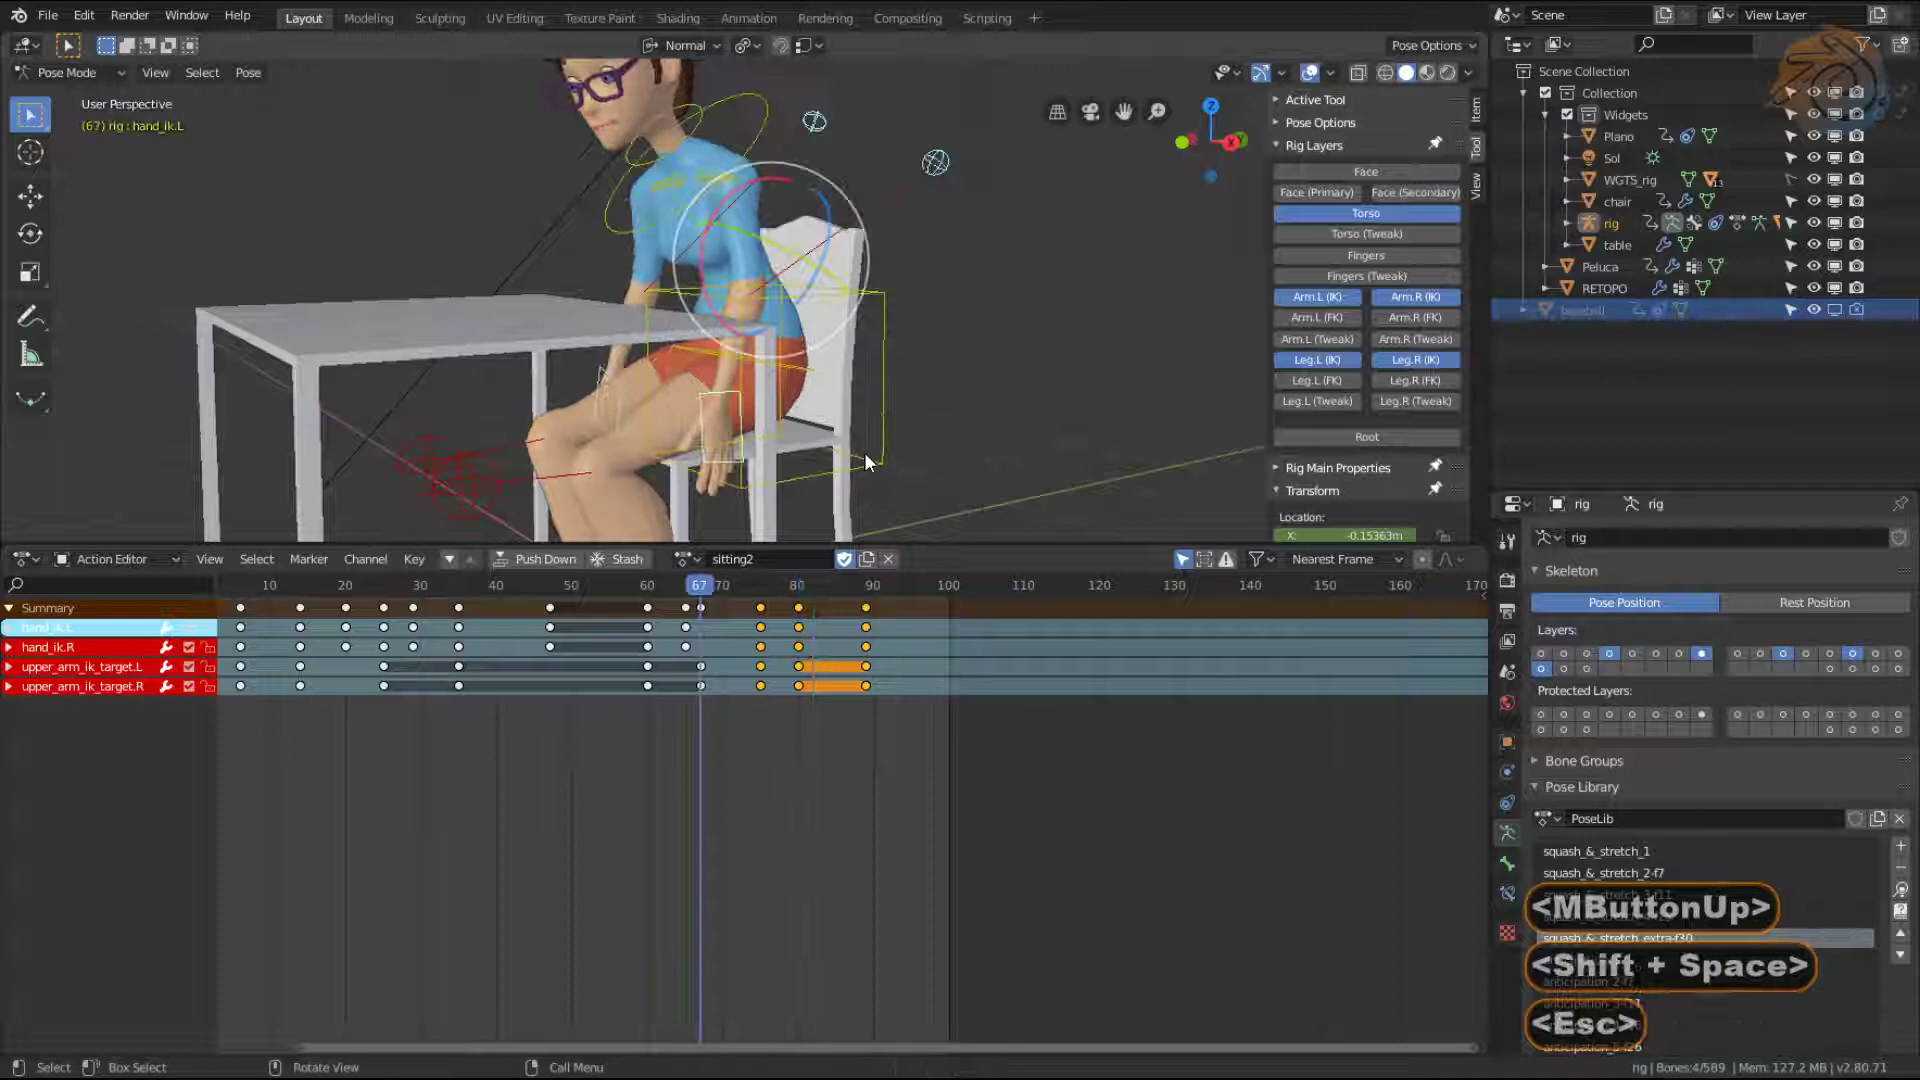 File Edit Render Window Help Layout Modeling Sculpting UV Editing Texture Paint Shading Animation Rendering Compositing Scripting +
Scene View Layer
Normal Pose Options
Pose Mode View Select Pose
User Perspective
(67) rig : hand_ik.L
Active Tool
Pose Options
Rig Layers
Face
Face (Primary) Face (Secondary)
Torso
Torso (Tweak)
Fingers
Fingers (Tweak)
Arm.L (IK) Arm.R (IK)
Arm.L (FK) Arm.R (FK)
Arm.L (Tweak) Arm.R (Tweak)
Leg.L (IK) Leg.R (IK)
Leg.L (FK) Leg.R (FK)
Leg.L (Tweak) Leg.R (Tweak)
Root
Rig Main Properties
Transform
Location:
X: -0.15363m
Item
Tool
View
Z
X
Scene Collection
Collection
Widgets
Plano
Sol
WGTS_rig 13
chair
rig
table
Peluca
RETOPO
baseball
rig rig
rig
Skeleton
Pose Position Rest Position
Layers:
Protected Layers:
Bone Groups
Pose Library
PoseLib
squash_&_stretch_1
squash_&_stretch_2-f7
squash_&_stretch_extra-f30
<MButtonUp>
<Shift + Space>
<Esc>
Action Editor View Select Marker Channel Key Push Down Stash sitting2 Nearest Frame
10 20 30 40 50 60 67 70 80 90 100 110 120 130 140 150 160 170
Summary
hand_ik.L
hand_ik.R
upper_arm_ik_target.L
upper_arm_ik_target.R
Select Box Select Rotate View Call Menu
rig | Bones:4/589 | Mem: 127.2 MB | v2.80.71